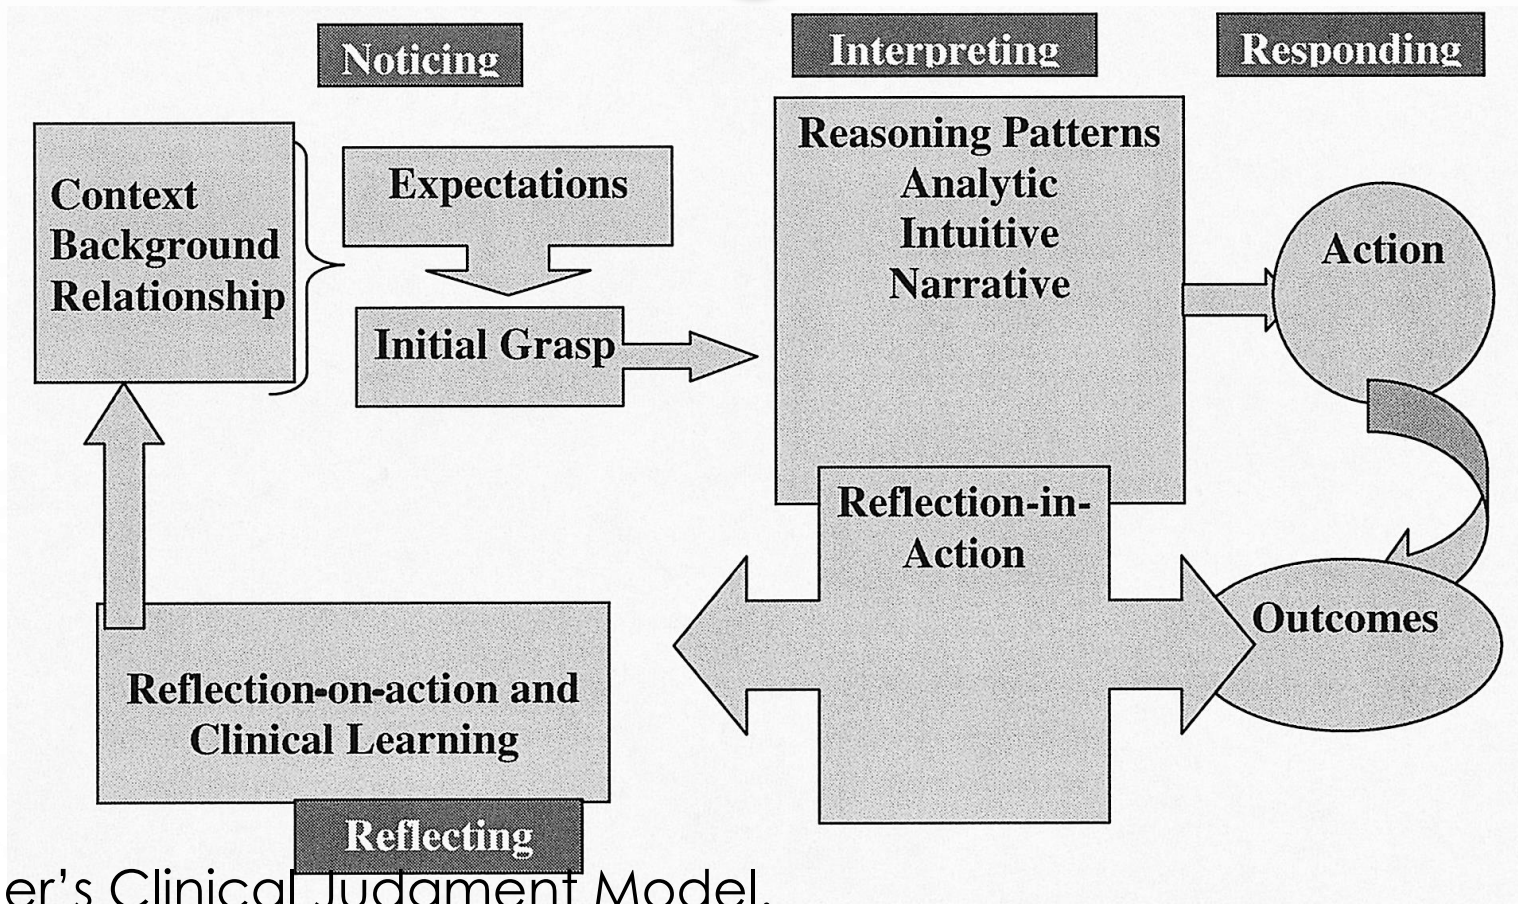 Noticing
Interpreting
Responding
Context
Background
Relationship
Expectations
Initial Grasp
Reasoning Patterns
Analytic
Intuitive
Narrative
Action
Reflection-in-
Action
Outcomes
Reflection-on-action and
Clinical Learning
Reflecting
er's Clinical Judgment Model.